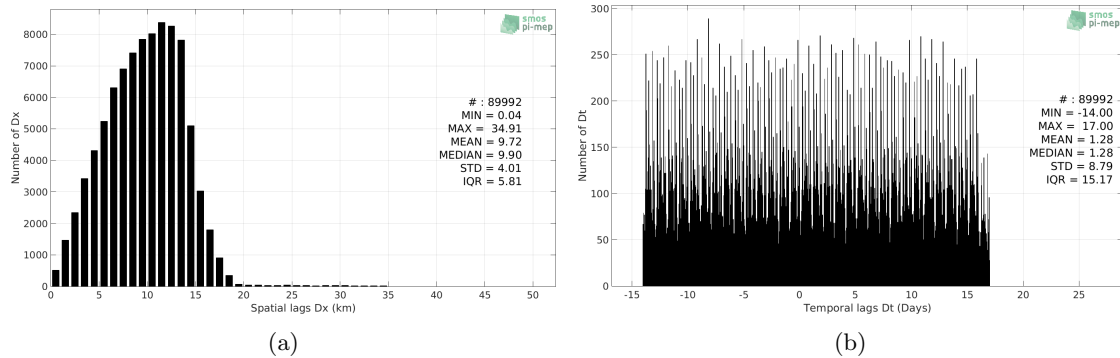 smos
pi-mep
8000
7000
6000
5000
4000
3000
2000
1000
0
Number of Dx
# : 89992
MIN = 0.04
MAX = 34.91
MEAN = 9.72
MEDIAN = 9.90
STD = 4.01
IQR = 5.81
0 5 10 15 20 25 30 35 40 45 50
Spatial lags Dx (km)
(a)
smos
pi-mep
300
250
200
150
100
50
0
Number of Dt
# : 89992
MIN = -14.00
MAX = 17.00
MEAN = 1.28
MEDIAN = 1.28
STD = 8.79
IQR = 15.17
-15 -10 -5 0 5 10 15 20 25
Temporal lags Dt (Days)
(b)